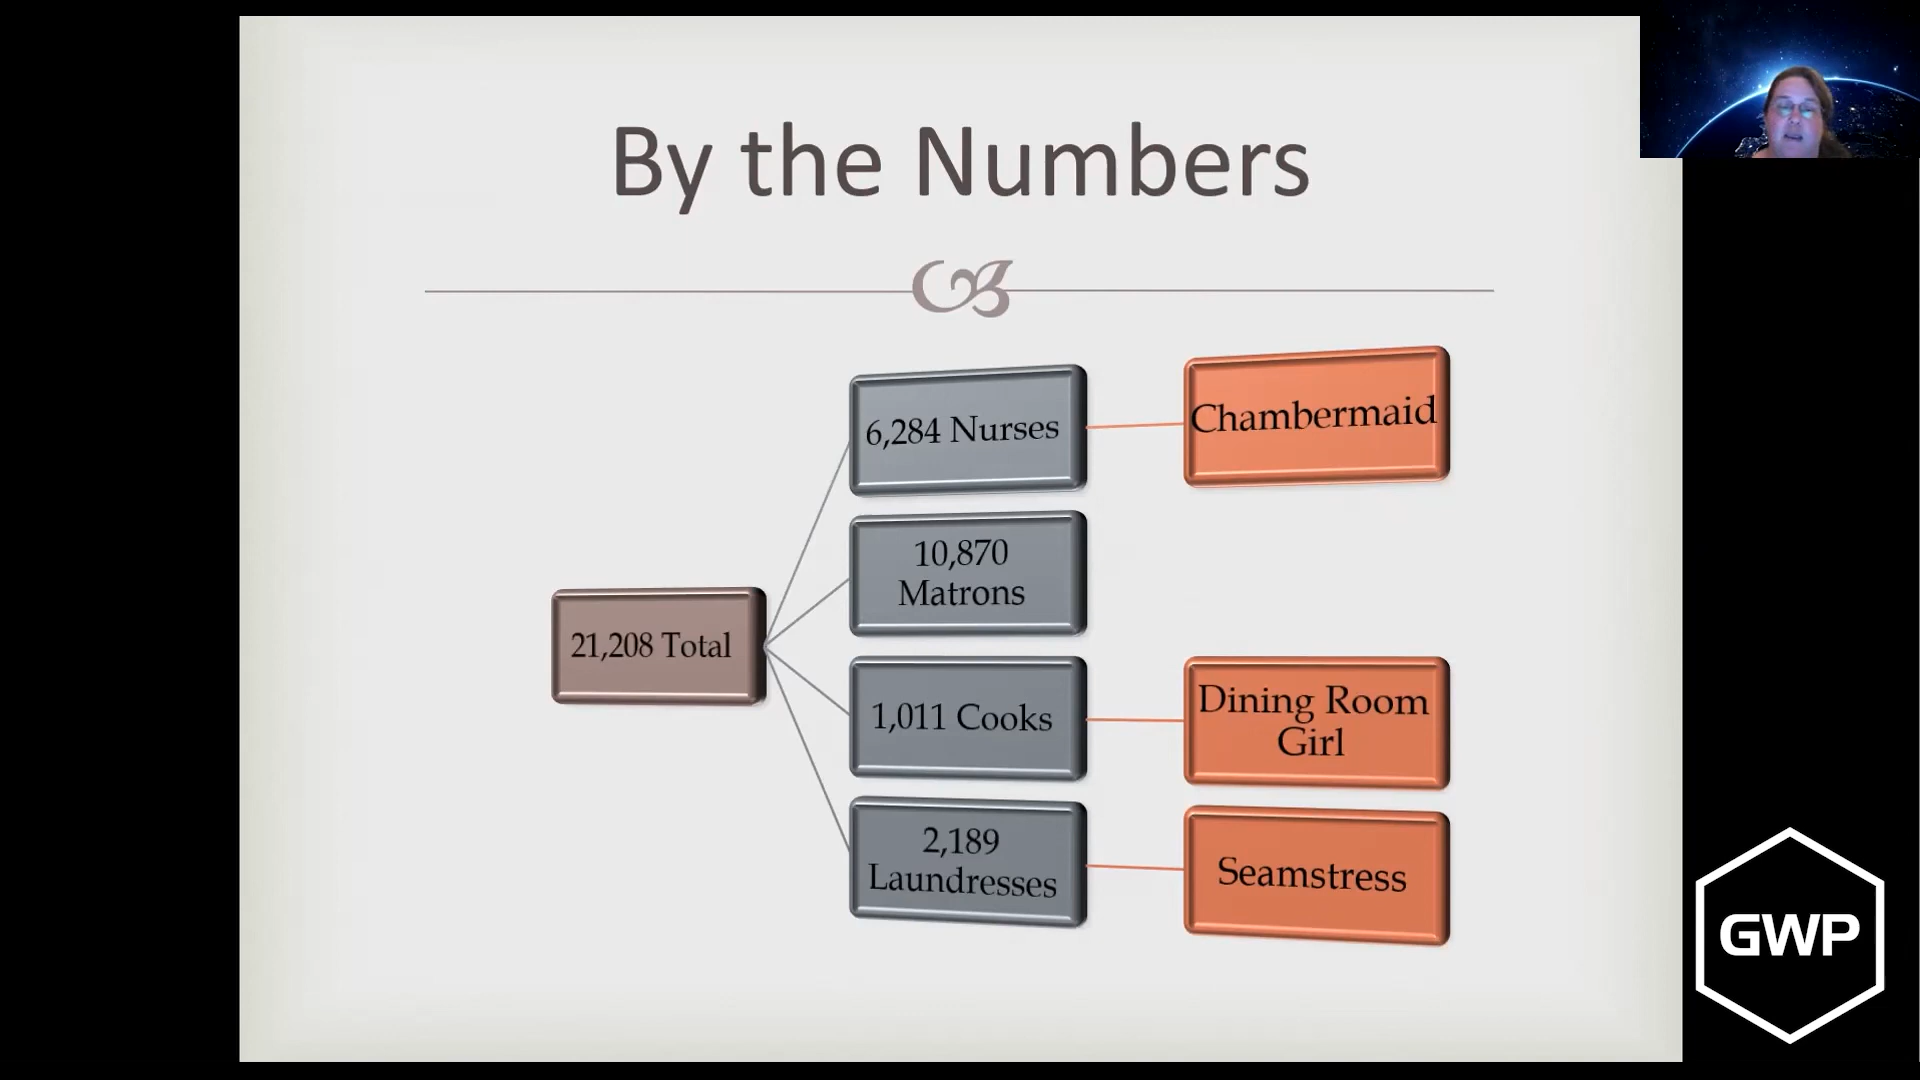 By the Numbers
21,208 Total
6,284 Nurses
Chambermaid
10,870
Matrons
1,011 Cooks
Dining Room
Girl
2,189
Laundresses
Seamstress
GWP